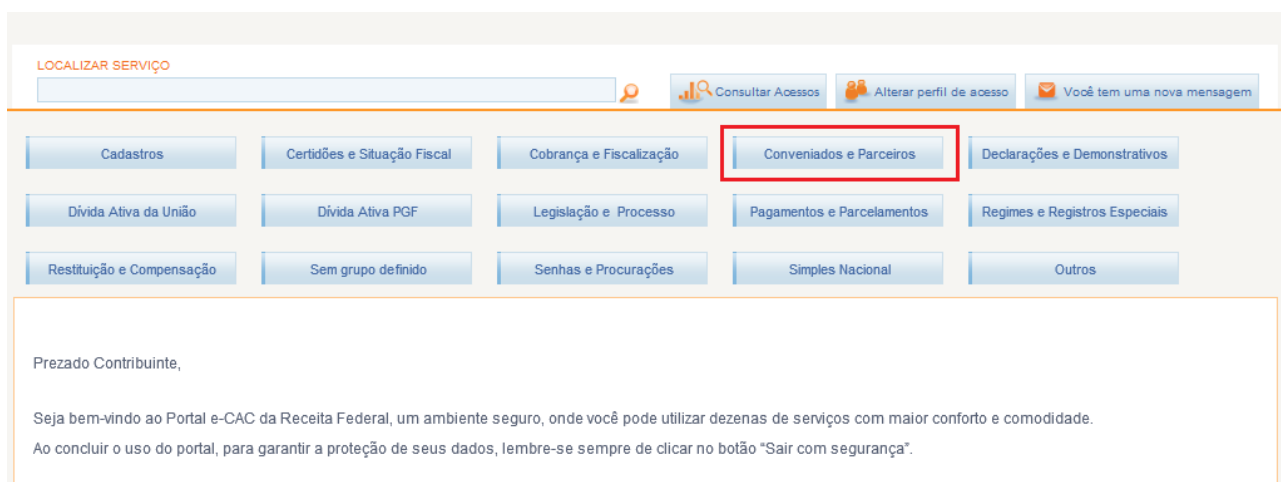 LOCALIZAR SERVIÇO
Consultar Acessos
Alterar perfil de acesso
Você tem uma nova mensagem
Cadastros
Certidões e Situação Fiscal
Cobrança e Fiscalização
Conveniados e Parceiros
Declarações e Demonstrativos
Dívida Ativa da União
Dívida Ativa PGF
Legislação e Processo
Pagamentos e Parcelamentos
Regimes e Registros Especiais
Restituição e Compensação
Sem grupo definido
Senhas e Procurações
Simples Nacional
Outros
Prezado Contribuinte,
Seja bem-vindo ao Portal e-CAC da Receita Federal, um ambiente seguro, onde você pode utilizar dezenas de serviços com maior conforto e comodidade.
Ao concluir o uso do portal, para garantir a proteção de seus dados, lembre-se sempre de clicar no botão “Sair com segurança”.